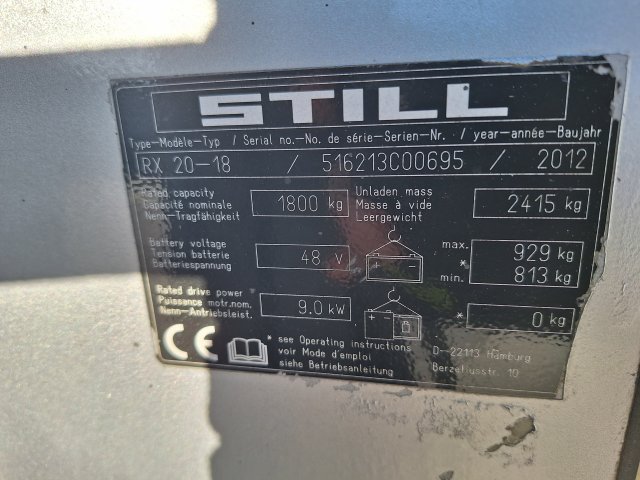 STILL
Type-Modèle-Typ / Serial no.-No. de série-Serien-Nr. / year-année-Baujahr
RX 20-18 / 516213C00695 / 2012
Rated capacity
Capacité nominale
Nenn-Tragfähigkeit
1800 kg
Unladen mass
Masse à vide
Leergewicht
2415 kg
Battery voltage
Tension batterie
Batteriespannung
48 V
max. 929 kg
*
min. 813 kg
Rated drive power
Puissance motr.nom.
Nenn-Antriebsleist.
9.0 kW
* 0 kg
CE
* see Operating instructions
voir Mode d'emploi
siehe Betriebsanleitung
D-22113 Hamburg
Berzeliusstr. 10